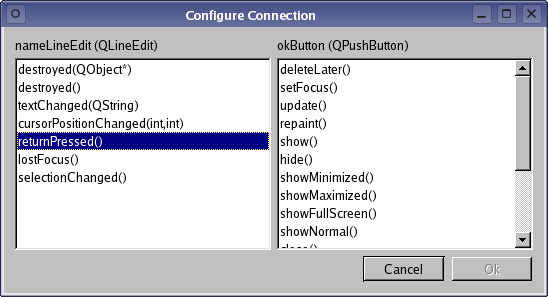 Configure Connection
nameLineEdit (QLineEdit)
destroyed(QObject*)
destroyed()
textChanged(QString)
cursorPositionChanged(int,int)
returnPressed()
lostFocus()
selectionChanged()
okButton (QPushButton)
deleteLater()
setFocus()
update()
repaint()
show()
hide()
showMinimized()
showMaximized()
showFullScreen()
showNormal()
Cancel
Ok